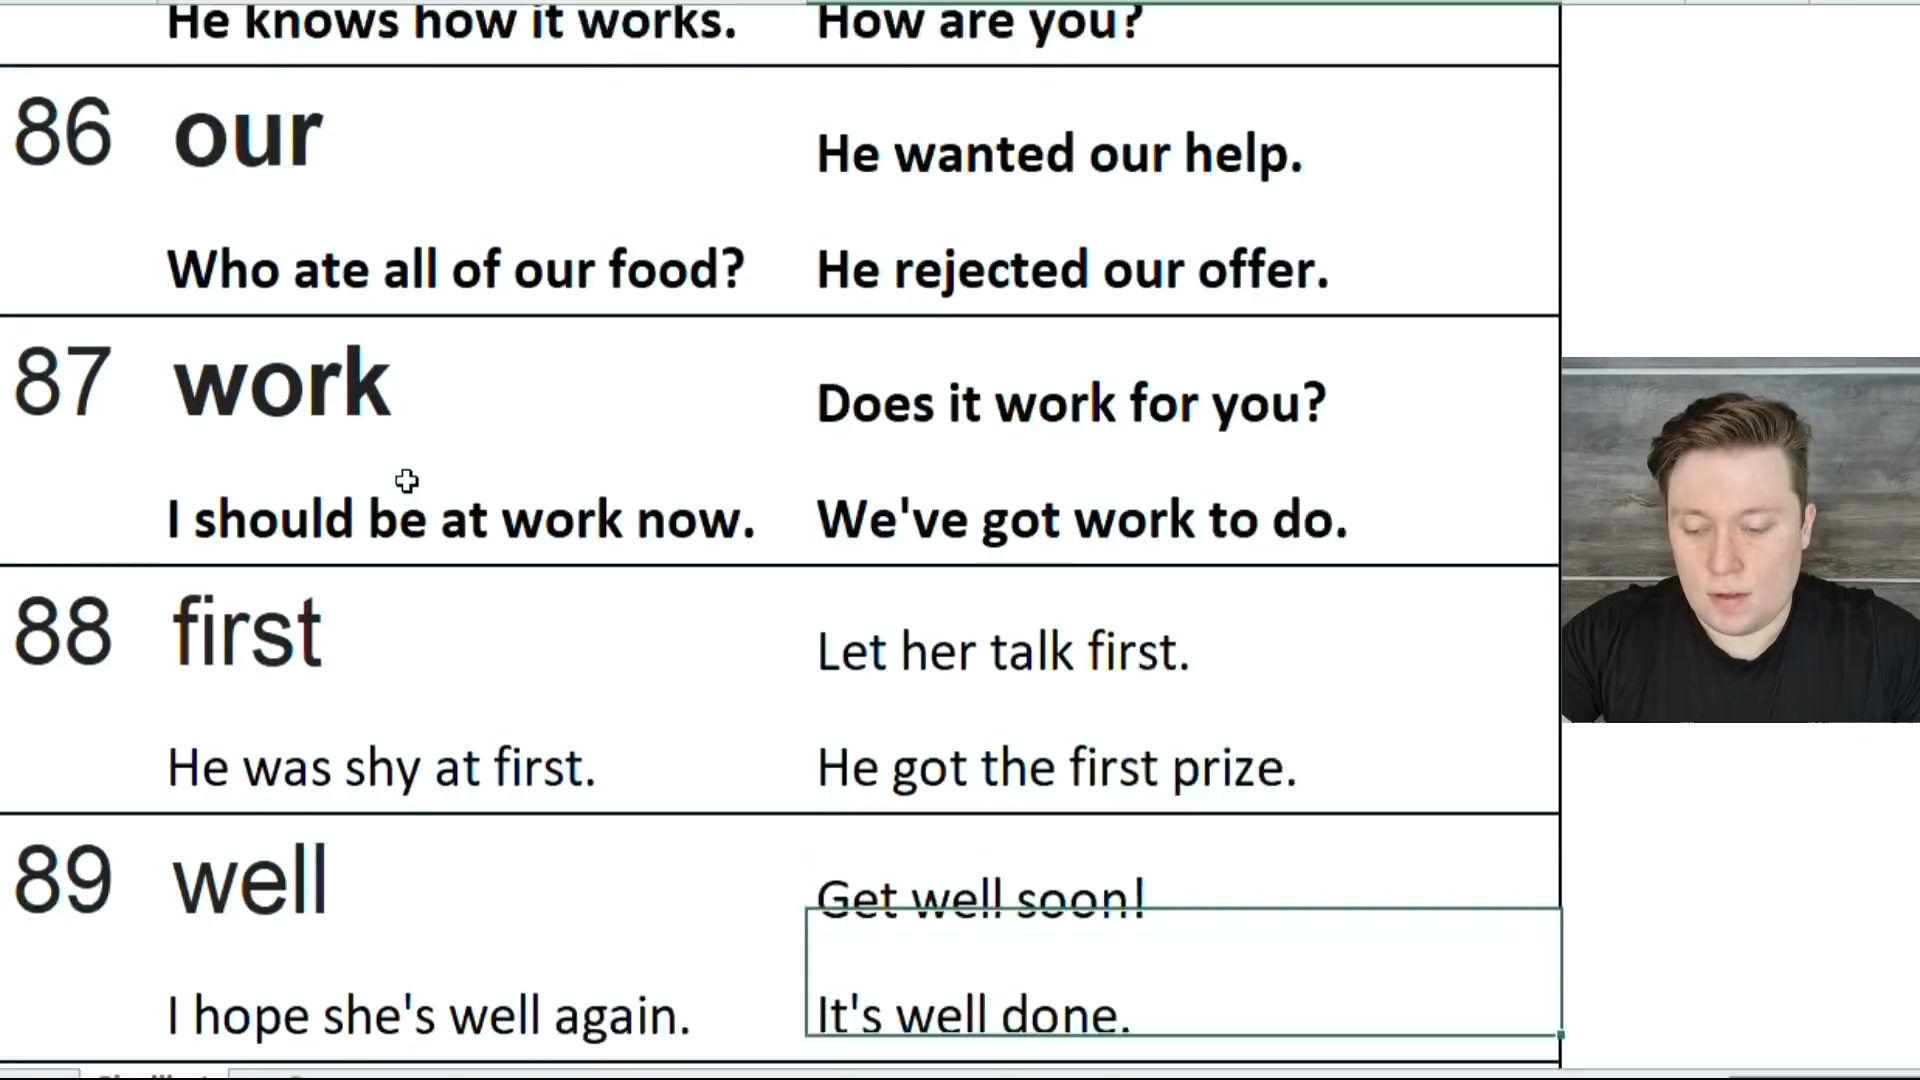 He knows how it works. How are you?
86 our He wanted our help.
Who ate all of our food? He rejected our offer.
87 work Does it work for you?
I should be at work now. We've got work to do.
88 first Let her talk first.
He was shy at first. He got the first prize.
89 well Get well soon!
I hope she's well again. It's well done.